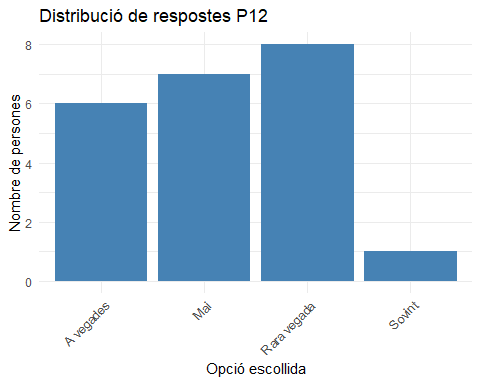 Distribució de respostes P12
Nombre de persones
8
6
4
2
0
A vegades
Mai
Rara vegada
Sovint
Opció escollida